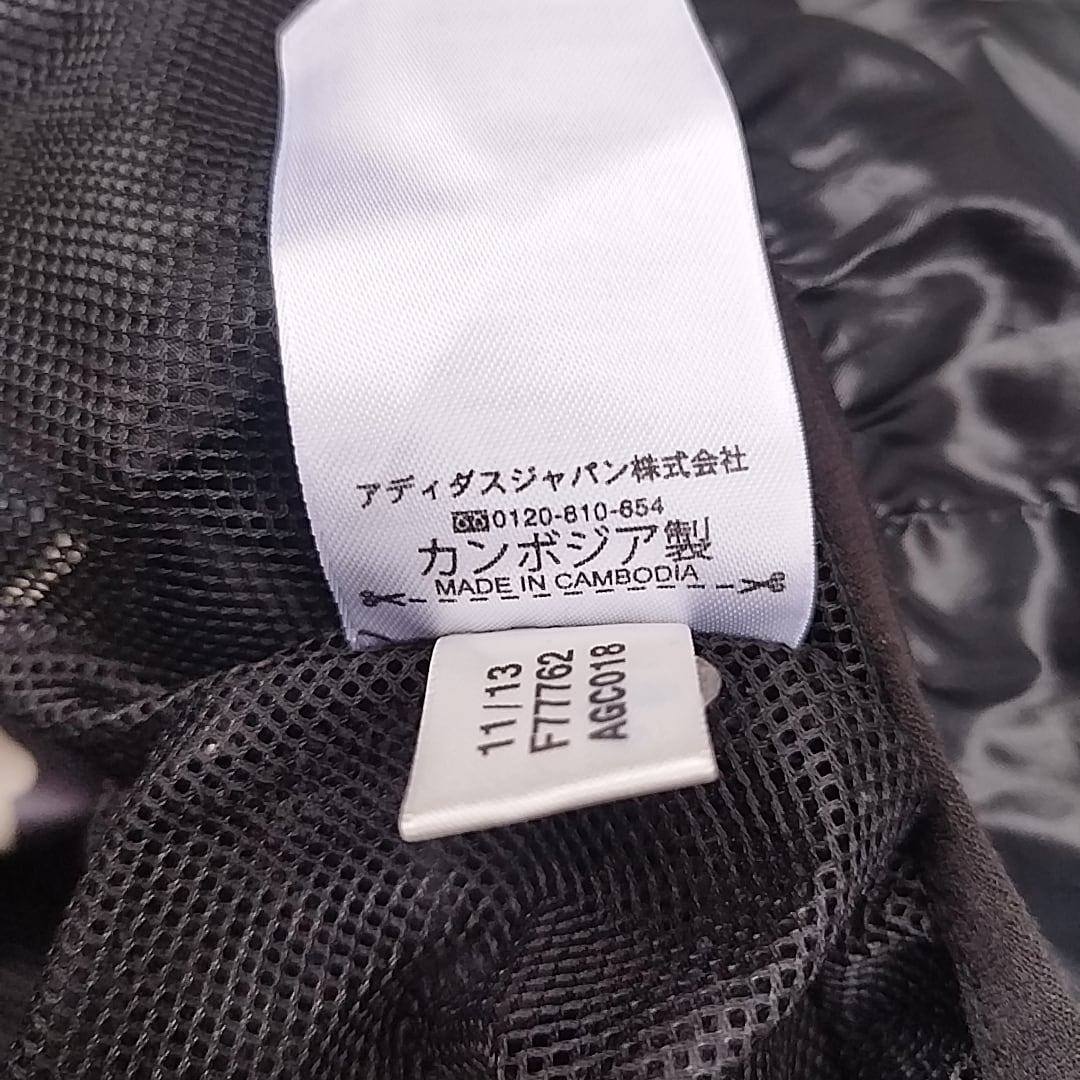 アディダスジャパン株式会社
0120-810-654
カンボジア製
MADE IN CAMBODIA
11/13
F77762
AGC018